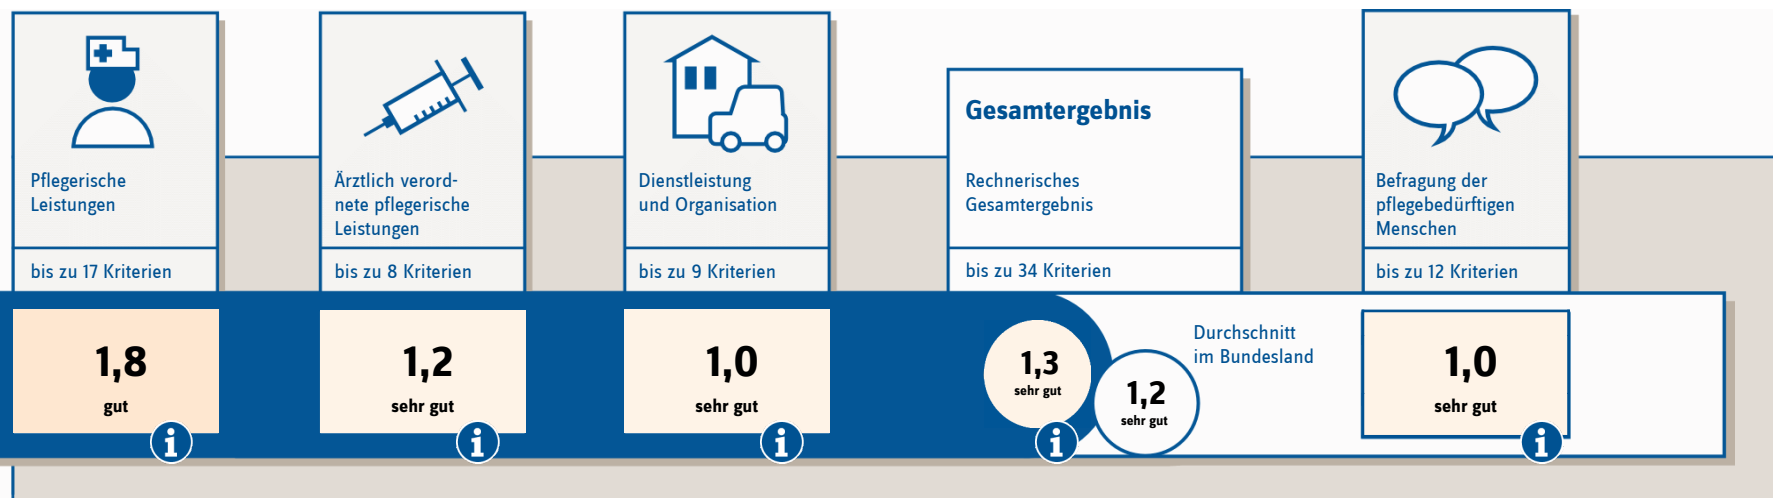 Pflegerische
Leistungen
bis zu 17 Kriterien
1,8
gut
i
Ärztlich verord-
nete pflegerische
Leistungen
bis zu 8 Kriterien
1,2
sehr gut
i
Dienstleistung
und Organisation
bis zu 9 Kriterien
1,0
sehr gut
i
Gesamtergebnis
Rechnerisches
Gesamtergebnis
bis zu 34 Kriterien
1,3
sehr gut
i
1,2
sehr gut
Durchschnitt
im Bundesland
Befragung der
pflegebedürftigen
Menschen
bis zu 12 Kriterien
1,0
sehr gut
i